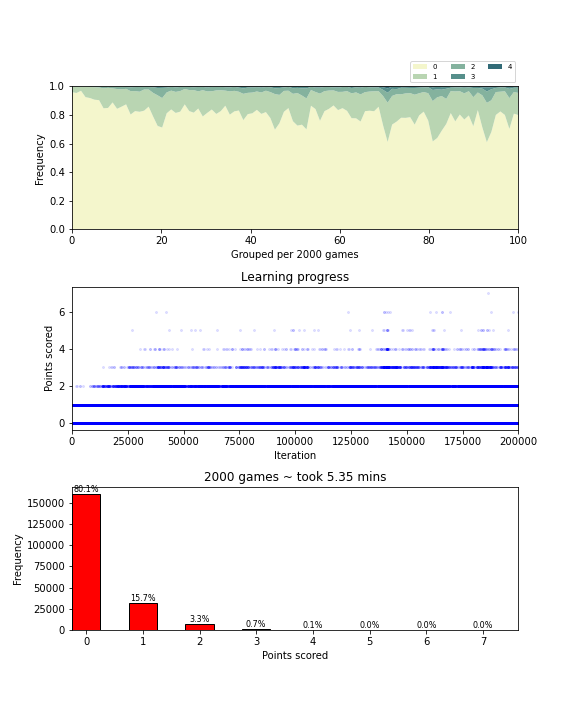 0 2 4
1 3
1.0
0.8
0.6
0.4
0.2
0.0
Frequency
0 20 40 60 80 100
Grouped per 2000 games
Learning progress
6
4
2
0
Points scored
0 25000 50000 75000 100000 125000 150000 175000 200000
Iteration
2000 games ~ took 5.35 mins
150000
125000
100000
75000
50000
25000
0
Frequency
80.1%
15.7%
3.3%
0.7%
0.1%
0.0%
0.0%
0.0%
0 1 2 3 4 5 6 7
Points scored